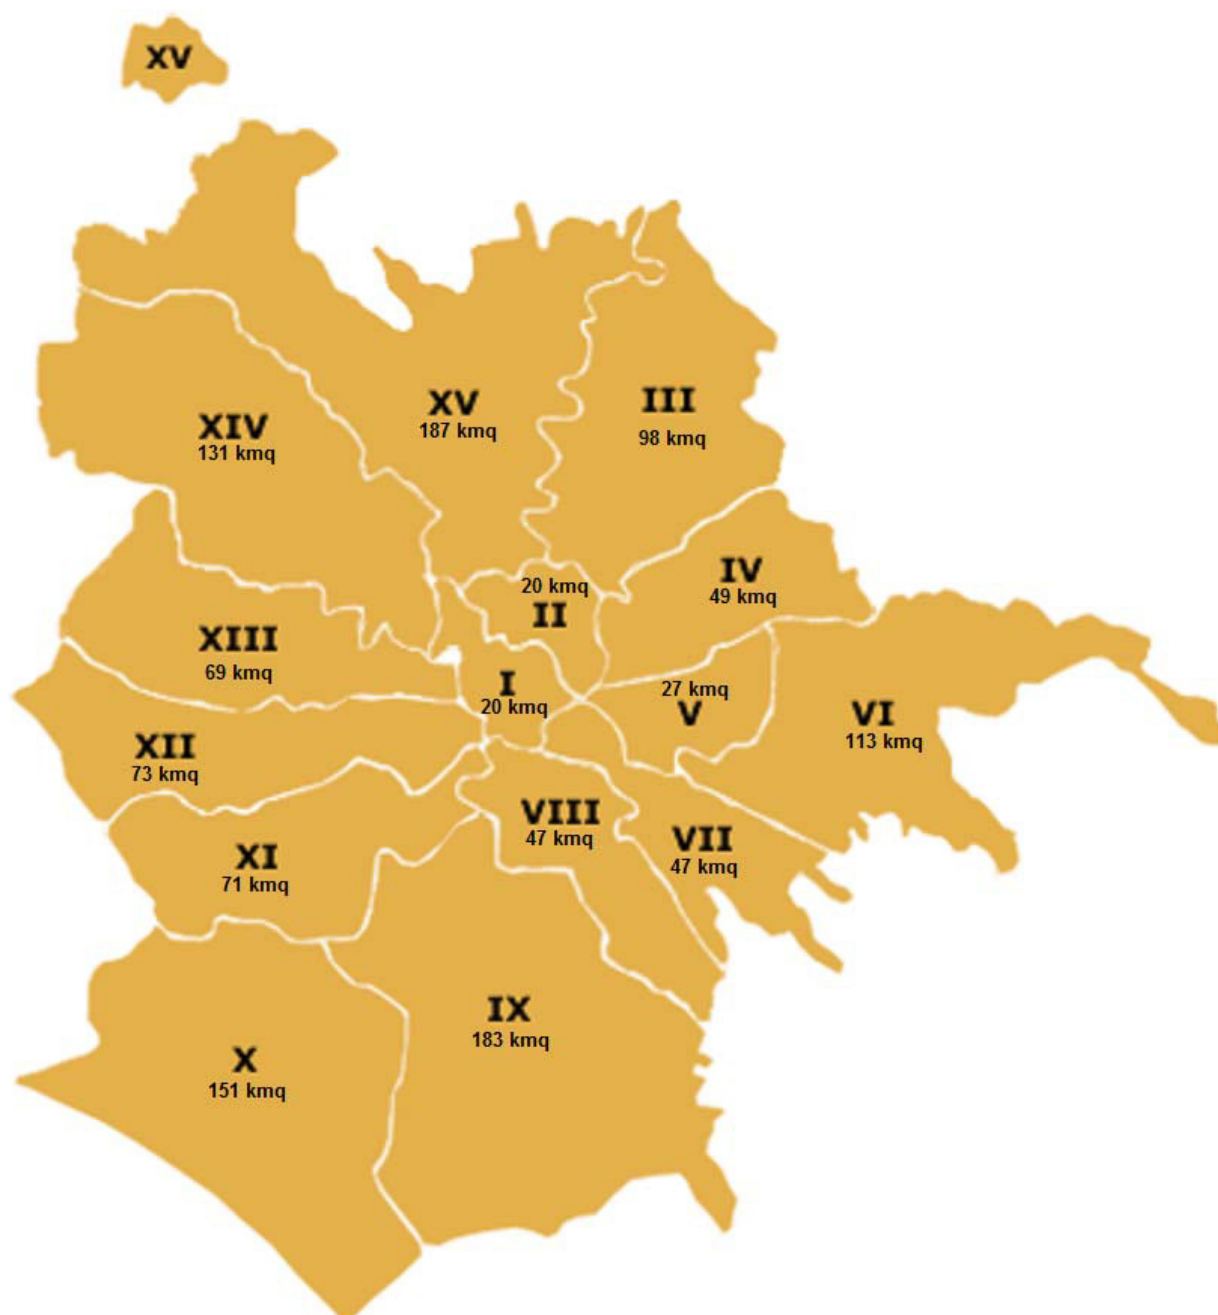 XV
XV
187 kmq
III
98 kmq
XIV
131 kmq
IV
49 kmq
20 kmq
II
XIII
69 kmq
I
20 kmq
27 kmq
V
VI
113 kmq
XII
73 kmq
VIII
47 kmq
VII
47 kmq
XI
71 kmq
IX
183 kmq
X
151 kmq